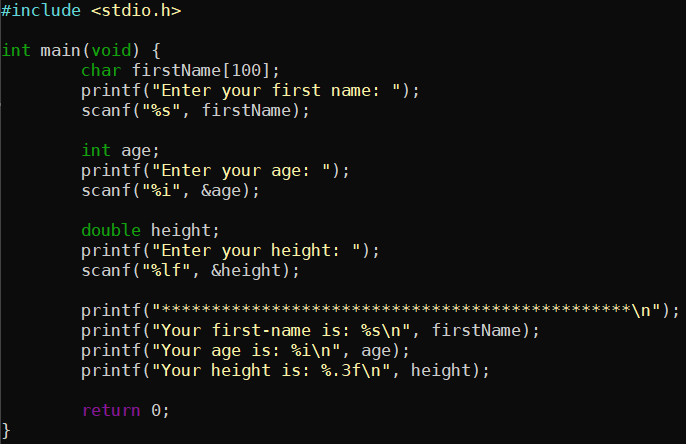 #include <stdio.h>

int main(void) {
        char firstName[100];
        printf("Enter your first name: ");
        scanf("%s", firstName);

        int age;
        printf("Enter your age: ");
        scanf("%i", &age);

        double height;
        printf("Enter your height: ");
        scanf("%lf", &height);

        printf("***********************************************\n");
        printf("Your first-name is: %s\n", firstName);
        printf("Your age is: %i\n", age);
        printf("Your height is: %.3f\n", height);

        return 0;
}